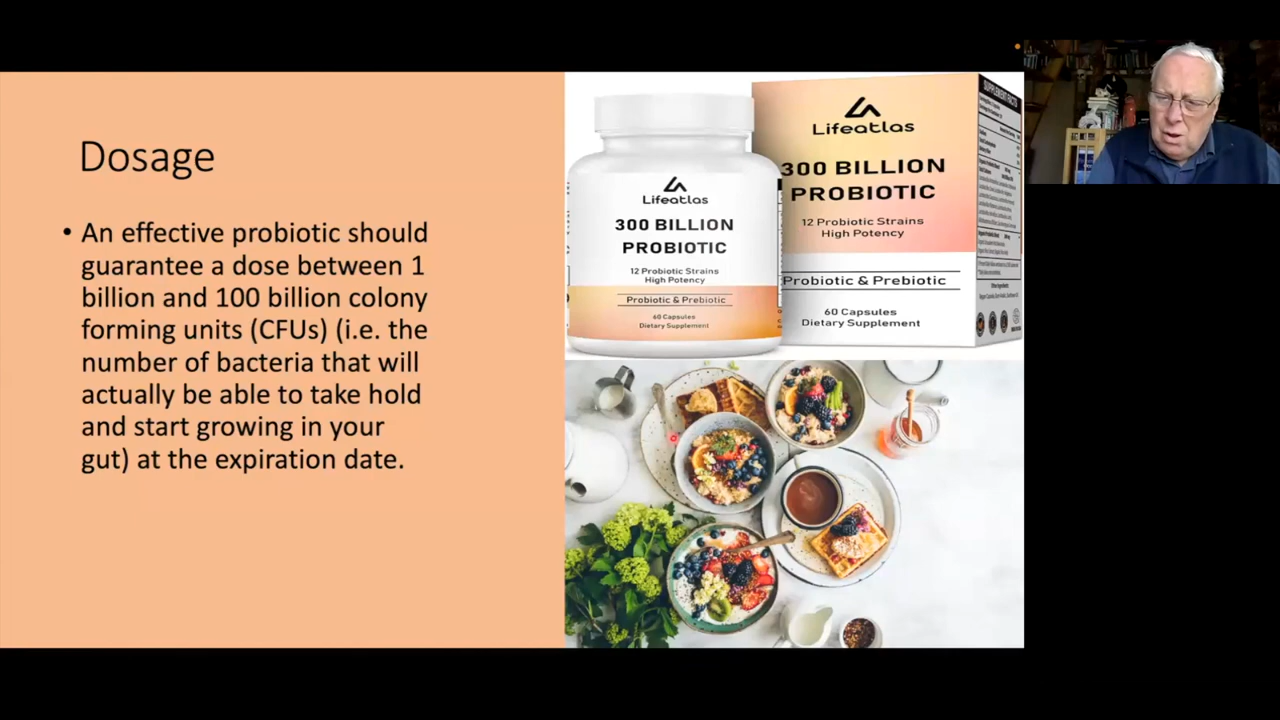 Dosage
• An effective probiotic should
guarantee a dose between 1
billion and 100 billion colony
forming units (CFUs) (i.e. the
number of bacteria that will
actually be able to take hold
and start growing in your
gut) at the expiration date.
Lifeatlas
300 BILLION
PROBIOTIC
12 Probiotic Strains
High Potency
Probiotic & Prebiotic
60 Capsules
Dietary Supplement
Lifeatlas
300 BILLION
PROBIOTIC
12 Probiotic Strains
High Potency
Probiotic & Prebiotic
60 Capsules
Dietary Supplement
SUPPLEMENT FACTS